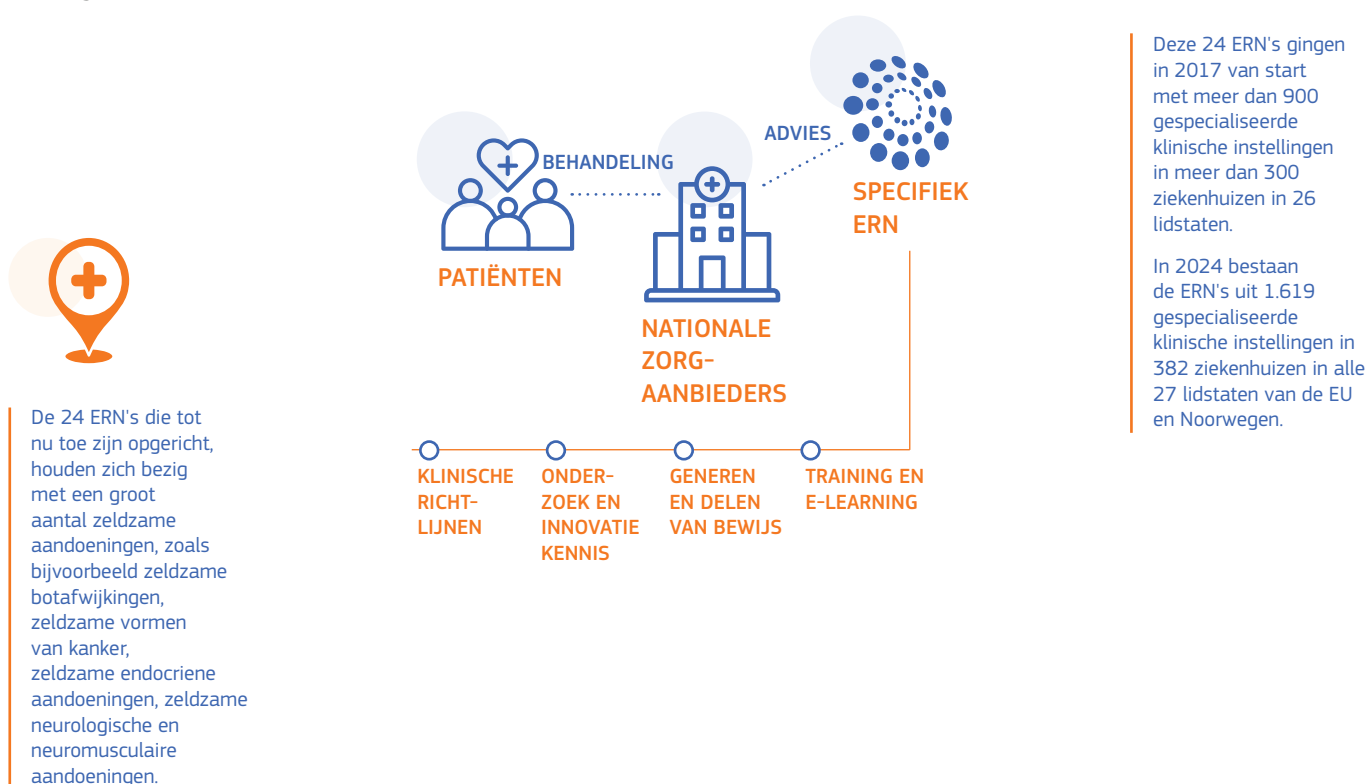 De 24 ERN's die tot
nu toe zijn opgericht,
houden zich bezig
met een groot
aantal zeldzame
aandoeningen, zoals
bijvoorbeeld zeldzame
botafwijkingen,
zeldzame vormen
van kanker,
zeldzame endocriene
aandoeningen, zeldzame
neurologische en
neuromusculaire
aandoeningen.
BEHANDELING
ADVIES
PATIËNTEN
NATIONALE
ZORG-
AANBIEDERS
SPECIFIEK
ERN
KLINISCHE
RICHT-
LIJNEN
ONDER-
ZOEK EN
INNOVATIE
KENNIS
GENEREN
EN DELEN
VAN BEWIJS
TRAINING EN
E-LEARNING
Deze 24 ERN's gingen
in 2017 van start
met meer dan 900
gespecialiseerde
klinische instellingen
in meer dan 300
ziekenhuizen in 26
lidstaten.
In 2024 bestaan
de ERN's uit 1.619
gespecialiseerde
klinische instellingen in
382 ziekenhuizen in alle
27 lidstaten van de EU
en Noorwegen.